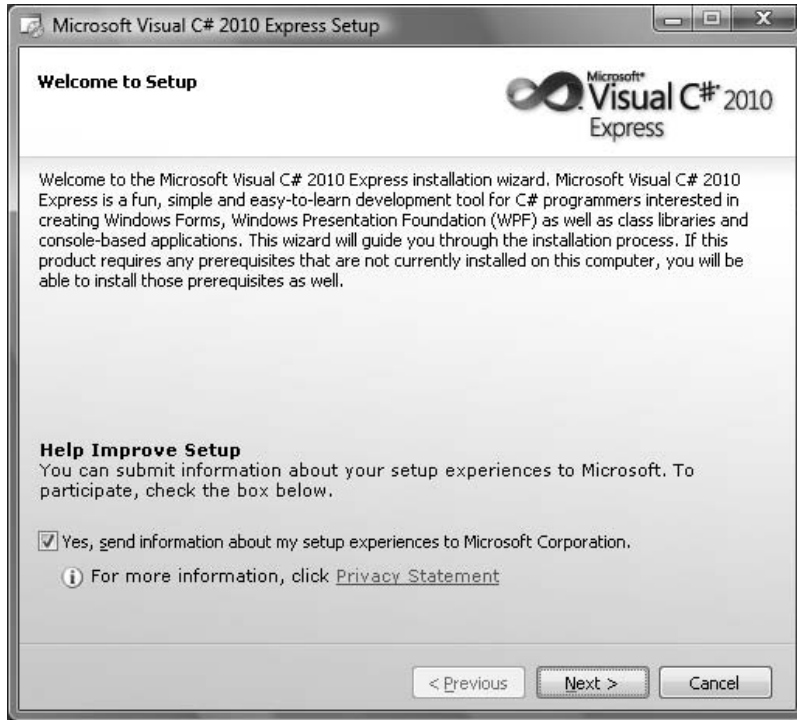 Microsoft Visual C# 2010 Express Setup
Welcome to Setup
Microsoft®
Visual C#® 2010
Express
Welcome to the Microsoft Visual C# 2010 Express installation wizard. Microsoft Visual C# 2010
Express is a fun, simple and easy-to-learn development tool for C# programmers interested in
creating Windows Forms, Windows Presentation Foundation (WPF) as well as class libraries and
console-based applications. This wizard will guide you through the installation process. If this
product requires any prerequisites that are not currently installed on this computer, you will be
able to install those prerequisites as well.
Help Improve Setup
You can submit information about your setup experiences to Microsoft. To
participate, check the box below.
Yes, send information about my setup experiences to Microsoft Corporation.
For more information, click Privacy Statement
< Previous
Next >
Cancel